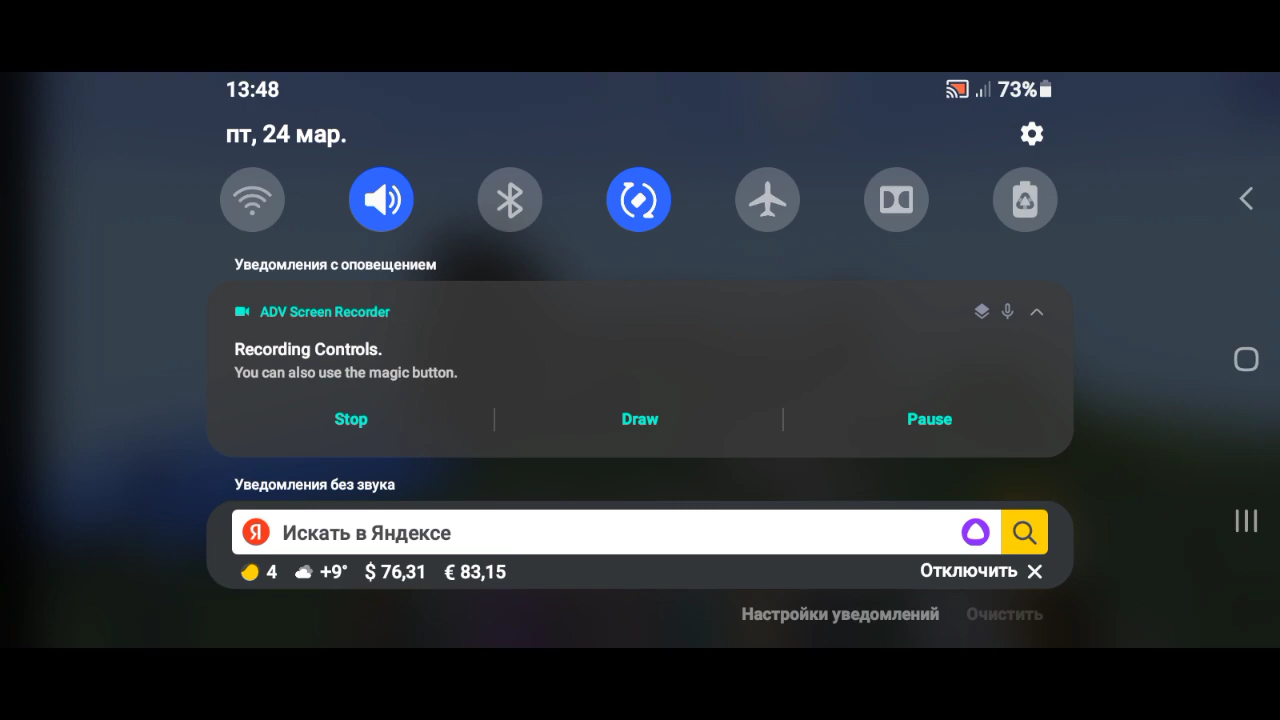 13:48
73%
пт, 24 мар.
Уведомления с оповещением
ADV Screen Recorder
Recording Controls.
You can also use the magic button.
Stop
Draw
Pause
Уведомления без звука
Я Искать в Яндексе
4 +9° $ 76,31 € 83,15 Отключить
Настройки уведомлений Очистить